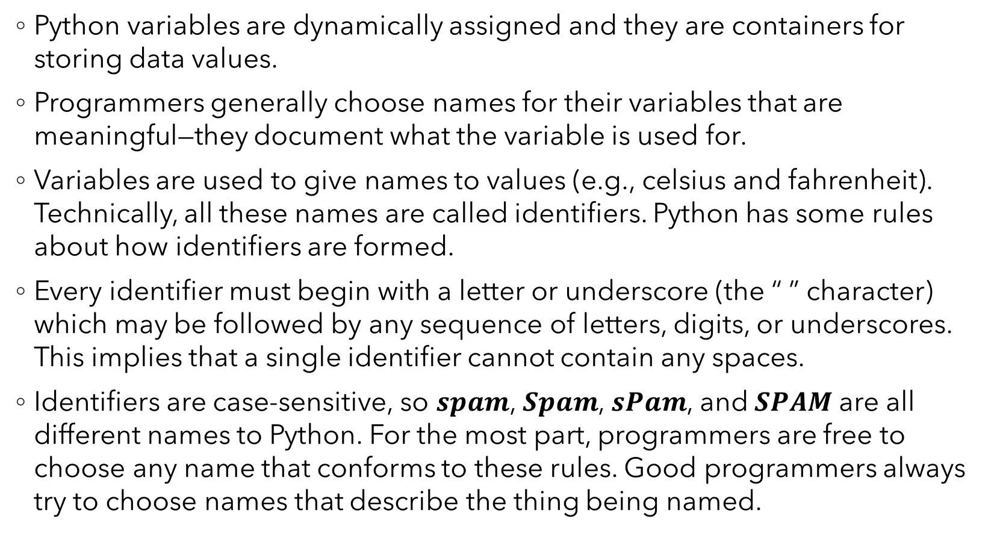 ◦ Python variables are dynamically assigned and they are containers for
storing data values.
◦ Programmers generally choose names for their variables that are
meaningful—they document what the variable is used for.
◦ Variables are used to give names to values (e.g., celsius and fahrenheit).
Technically, all these names are called identifiers. Python has some rules
about how identifiers are formed.
◦ Every identifier must begin with a letter or underscore (the “ ” character)
which may be followed by any sequence of letters, digits, or underscores.
This implies that a single identifier cannot contain any spaces.
◦ Identifiers are case-sensitive, so spam, Spam, sPam, and SPAM are all
different names to Python. For the most part, programmers are free to
choose any name that conforms to these rules. Good programmers always
try to choose names that describe the thing being named.